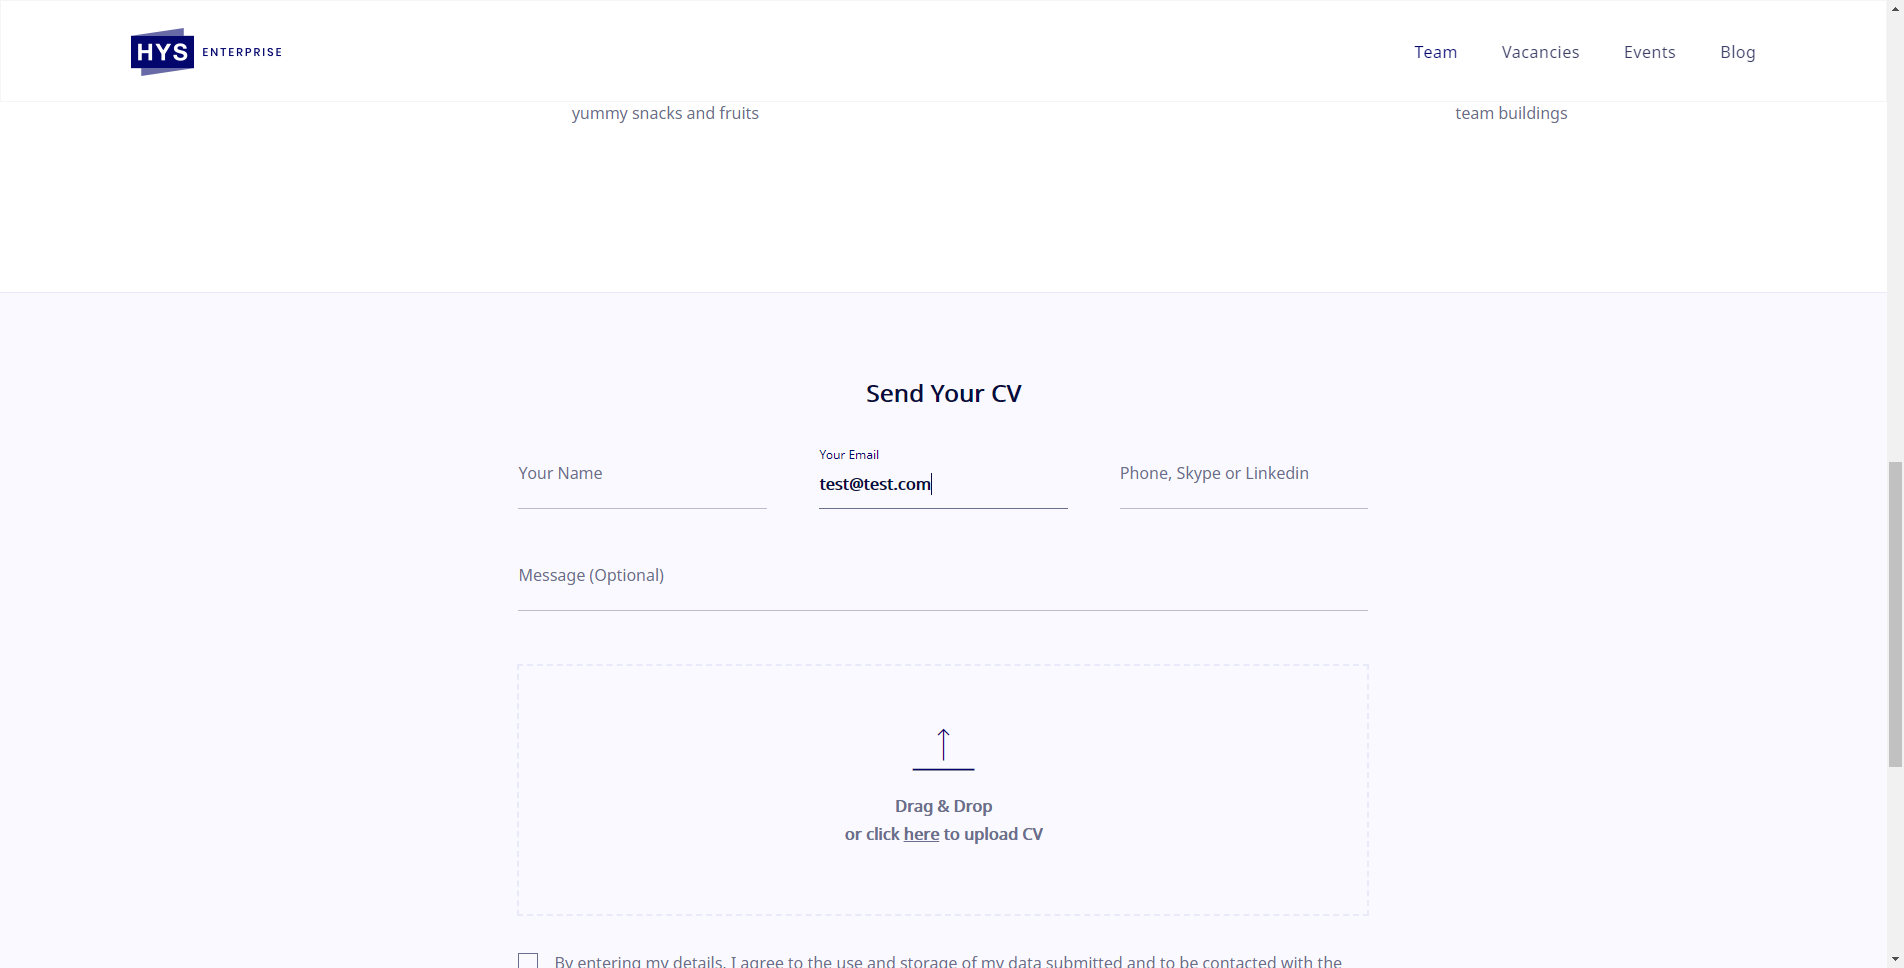 HYS ENTERPRISE
Team Vacancies Events Blog
yummy snacks and fruits
team buildings
Send Your CV
Your Name
Your Email
test@test.com
Phone, Skype or Linkedin
Message (Optional)
Drag & Drop
or click here to upload CV
By entering my details, I agree to the use and storage of my data submitted and to be contacted with the